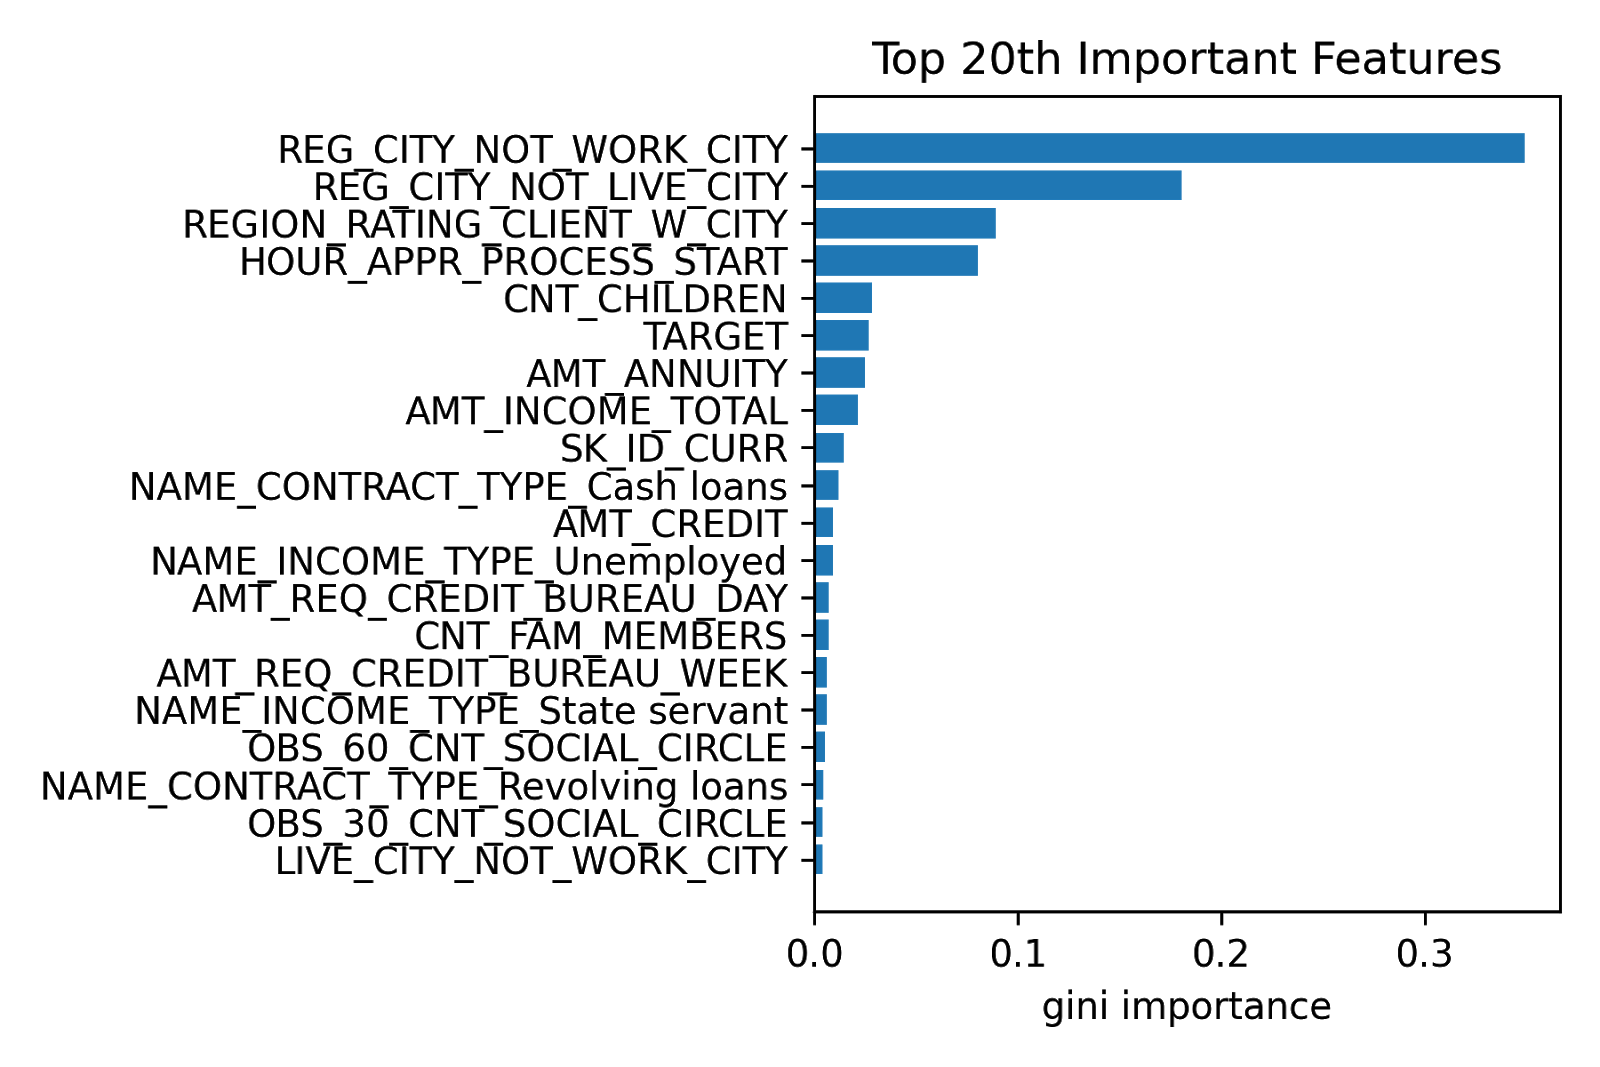 Top 20th Important Features
REG_CITY_NOT_WORK_CITY
REG_CITY_NOT_LIVE_CITY
REGION_RATING_CLIENT_W_CITY
HOUR_APPR_PROCESS_START
CNT_CHILDREN
TARGET
AMT_ANNUITY
AMT_INCOME_TOTAL
SK_ID_CURR
NAME_CONTRACT_TYPE_Cash loans
AMT_CREDIT
NAME_INCOME_TYPE_Unemployed
AMT_REQ_CREDIT_BUREAU_DAY
CNT_FAM_MEMBERS
AMT_REQ_CREDIT_BUREAU_WEEK
NAME_INCOME_TYPE_State servant
OBS_60_CNT_SOCIAL_CIRCLE
NAME_CONTRACT_TYPE_Revolving loans
OBS_30_CNT_SOCIAL_CIRCLE
LIVE_CITY_NOT_WORK_CITY
0.0 0.1 0.2 0.3
gini importance